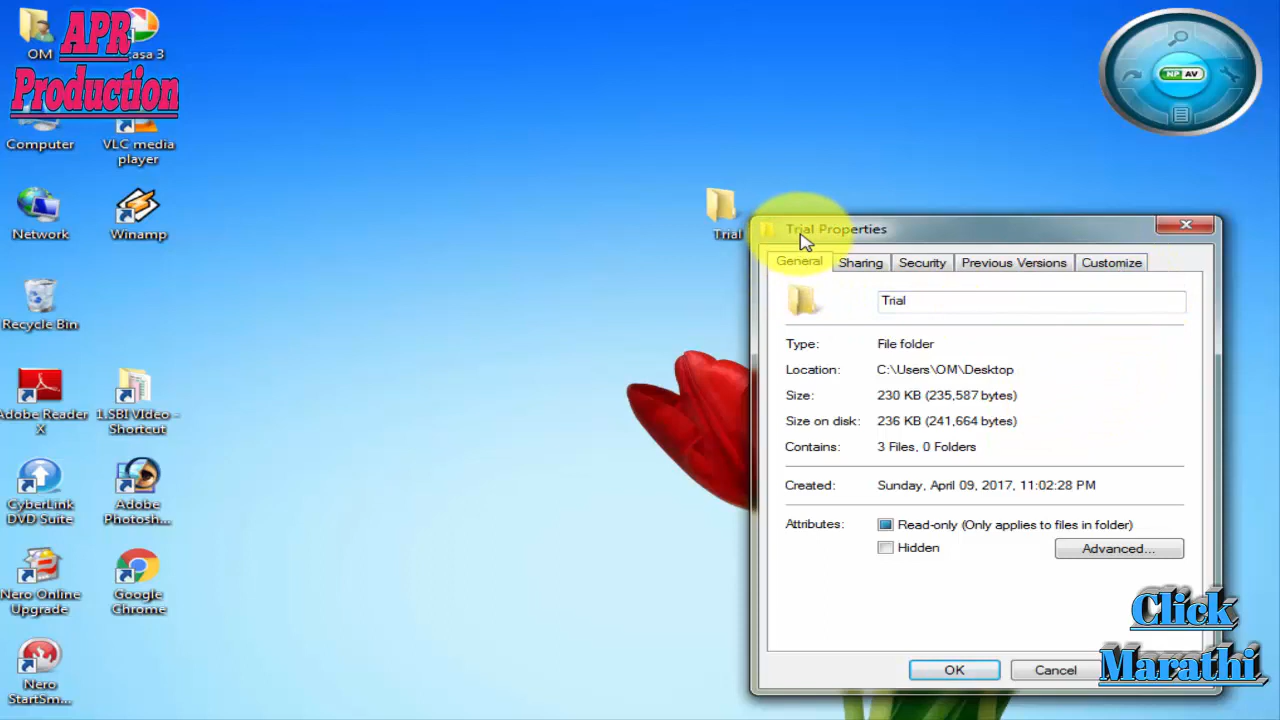 APR
Production
OM
asa 3
Computer
VLC media
player
Network
Winamp
Recycle Bin
Adobe Reader
X
1.SBI Video -
Shortcut
CyberLink
DVD Suite
Adobe
Photosh...
Nero Online
Upgrade
Google
Chrome
Nero
StartSm...
NP AV
Trial
Trial Properties
General
Sharing
Security
Previous Versions
Customize
Trial
Type: File folder
Location: C:\Users\OM\Desktop
Size: 230 KB (235,587 bytes)
Size on disk: 236 KB (241,664 bytes)
Contains: 3 Files, 0 Folders
Created: Sunday, April 09, 2017, 11:02:28 PM
Attributes: Read-only (Only applies to files in folder)
Hidden
Advanced...
OK
Cancel
Click
Marathi